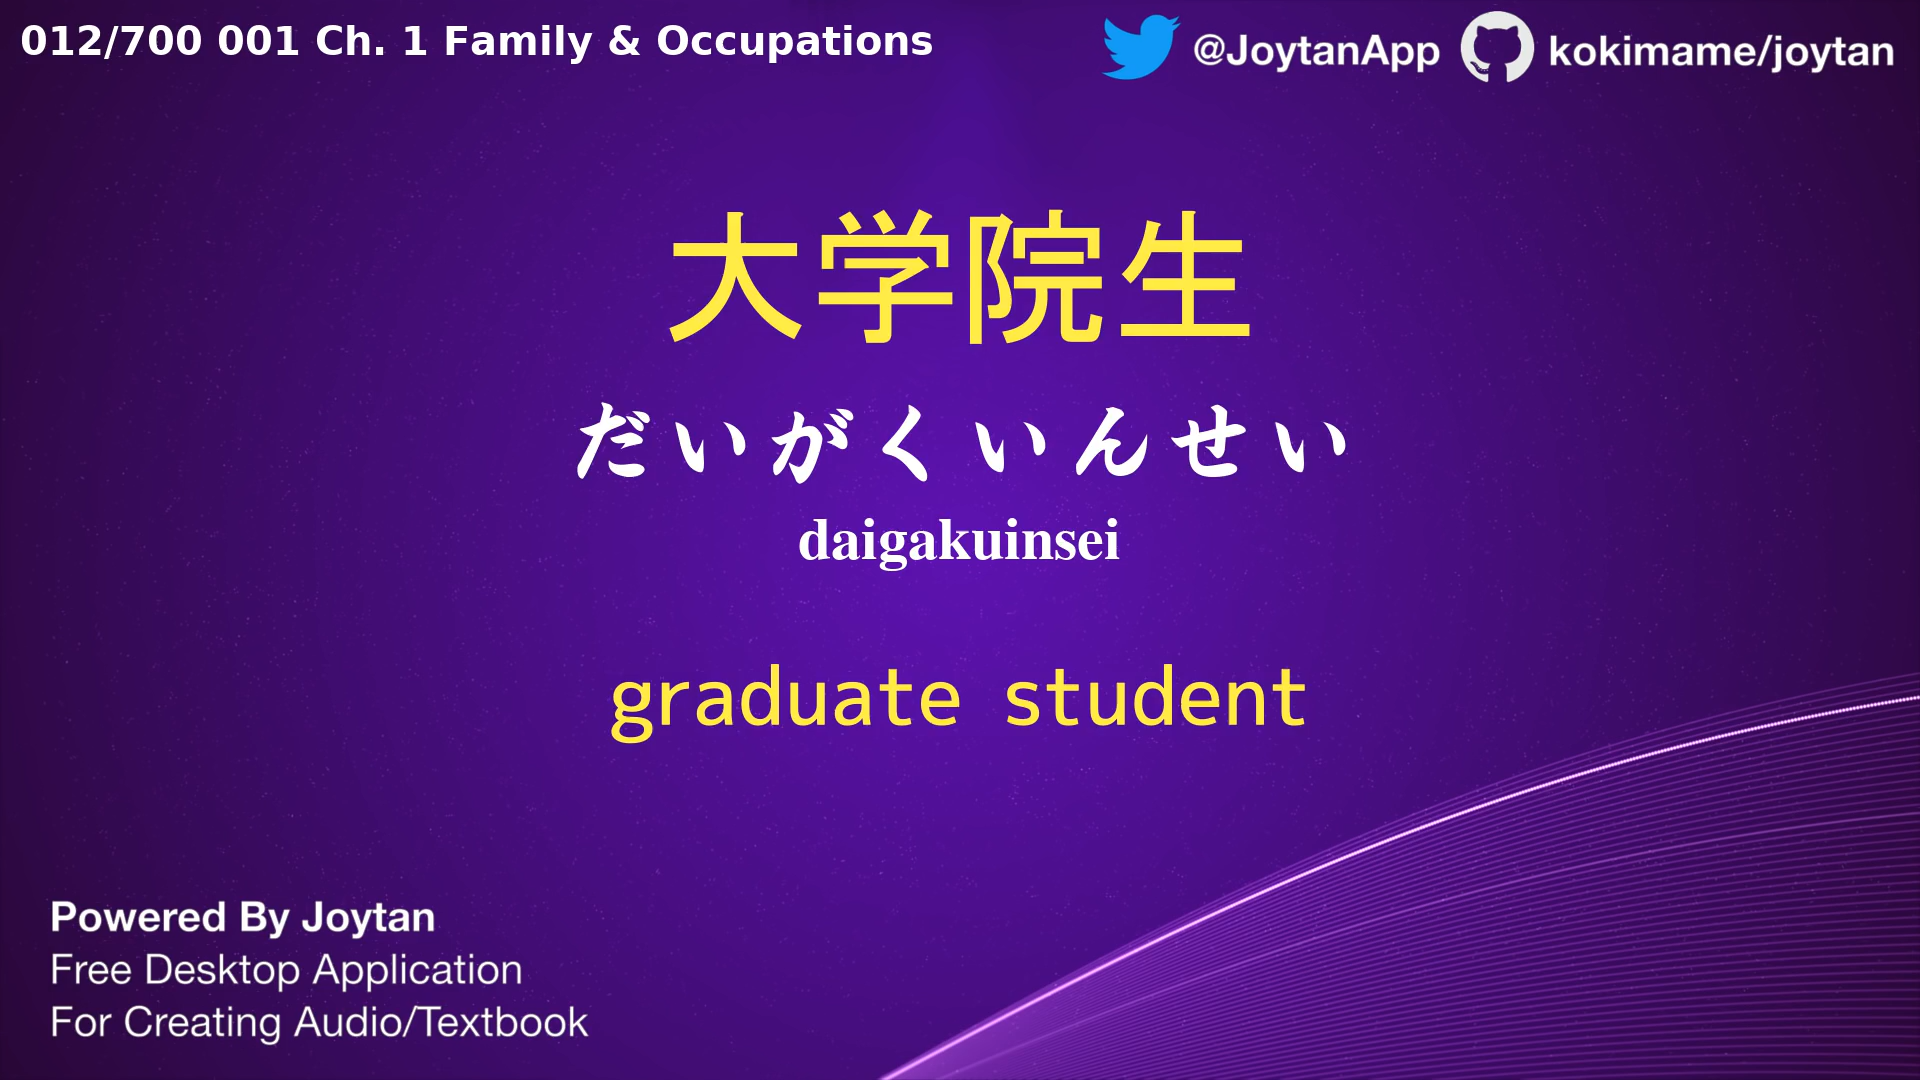 012/700 001 Ch. 1 Family & Occupations
@JoytanApp
kokimame/joytan
大学院生
だいがくいんせい
daigakuinsei
graduate student
Powered By Joytan
Free Desktop Application
For Creating Audio/Textbook